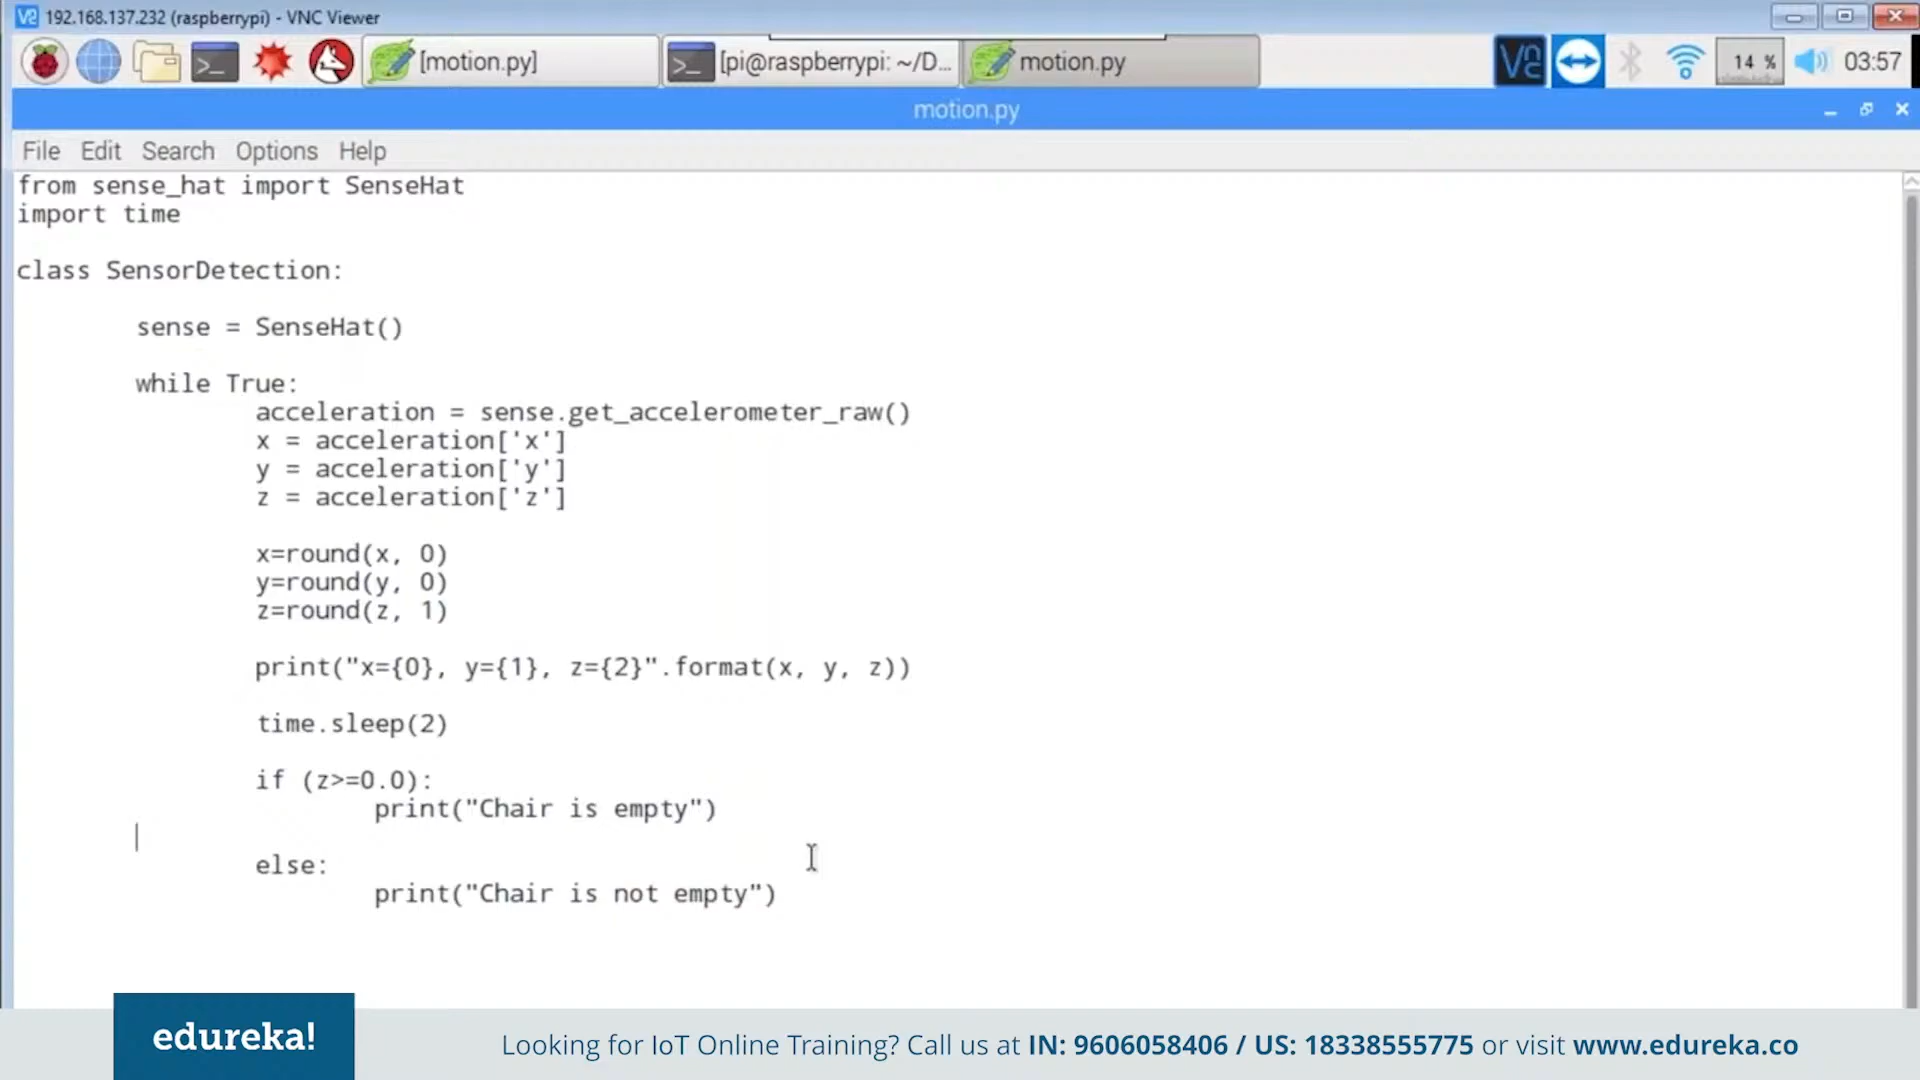 192.168.137.232 (raspberrypi) - VNC Viewer
[motion.py]
[pi@raspberrypi: ~/D...
motion.py
14 %
03:57
motion.py
File Edit Search Options Help
from sense_hat import SenseHat
import time
class SensorDetection:
sense = SenseHat()
while True:
acceleration = sense.get_accelerometer_raw()
x = acceleration['x']
y = acceleration['y']
z = acceleration['z']
x=round(x, 0)
y=round(y, 0)
z=round(z, 1)
print("x={0}, y={1}, z={2}".format(x, y, z))
time.sleep(2)
if (z>=0.0):
print("Chair is empty")
else:
print("Chair is not empty")
edureka!
Looking for IoT Online Training? Call us at IN: 9606058406 / US: 18338555775 or visit www.edureka.co